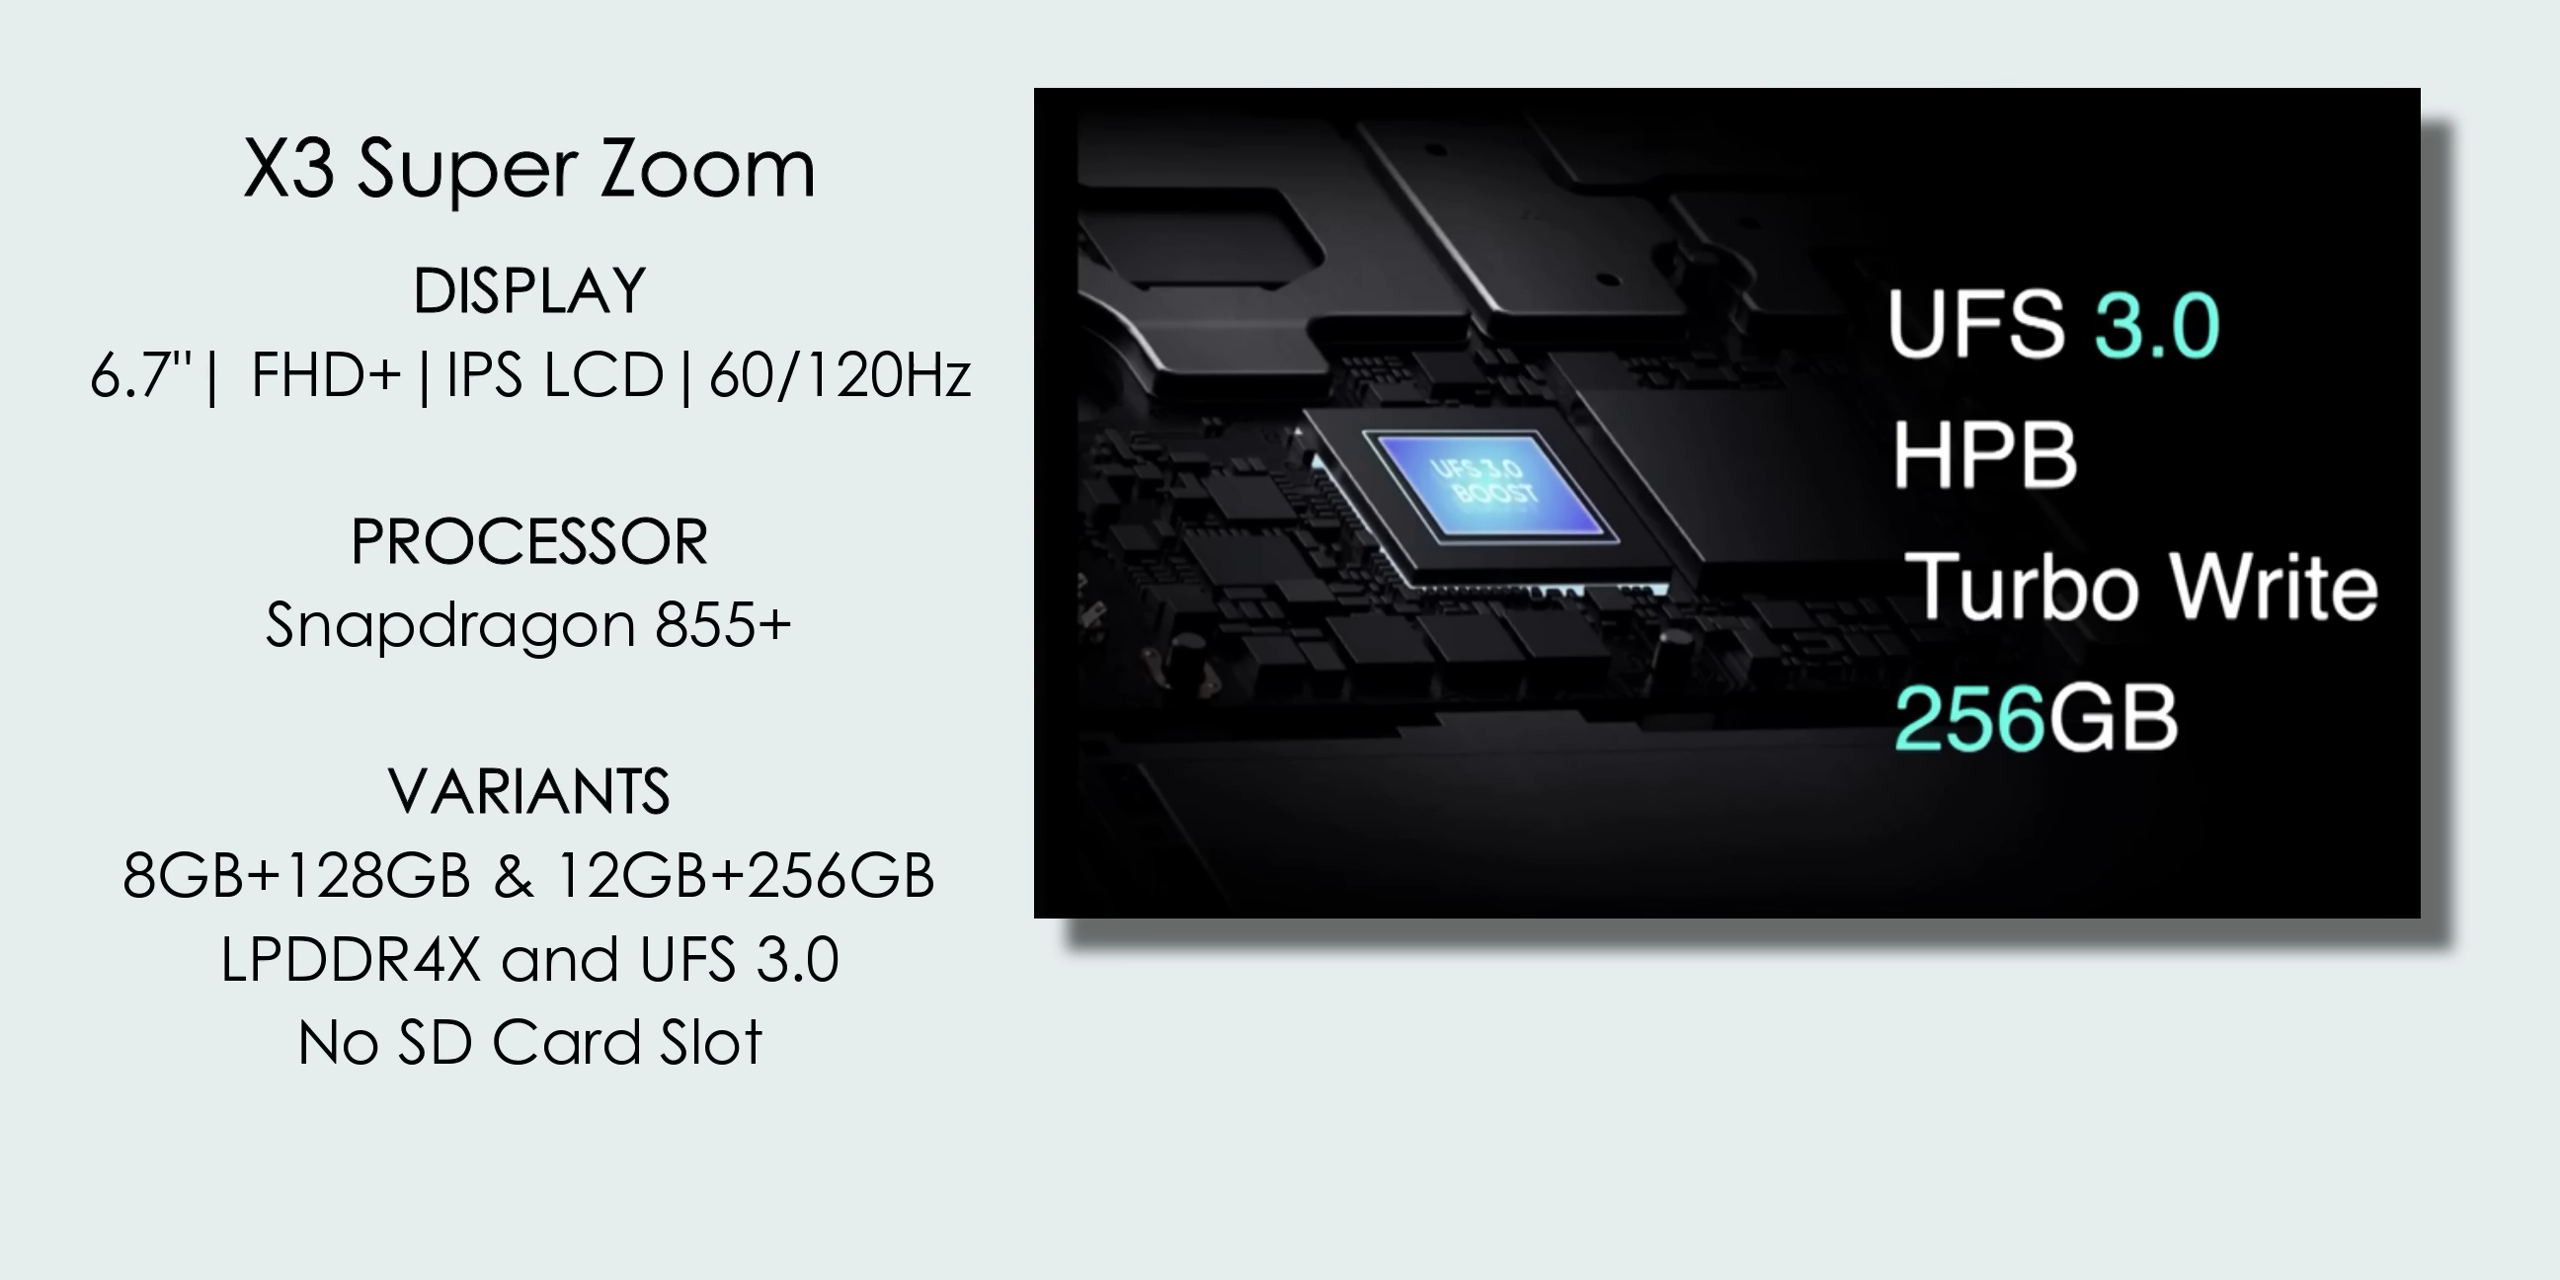 X3 Super Zoom
DISPLAY
6.7"| FHD+|IPS LCD|60/120Hz
PROCESSOR
Snapdragon 855+
VARIANTS
8GB+128GB & 12GB+256GB
LPDDR4X and UFS 3.0
No SD Card Slot
UFS 3.0
BOOST
UFS 3.0
HPB
Turbo Write
256GB